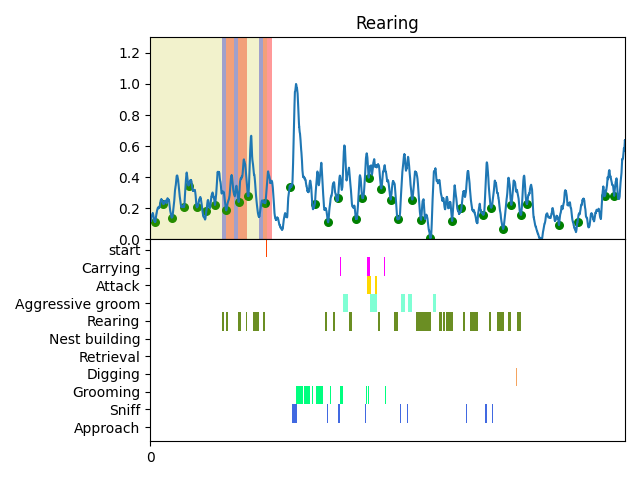 Rearing
1.2
1.0
0.8
0.6
0.4
0.2
0.0
start
Carrying
Attack
Aggressive groom
Rearing
Nest building
Retrieval
Digging
Grooming
Sniff
Approach
0